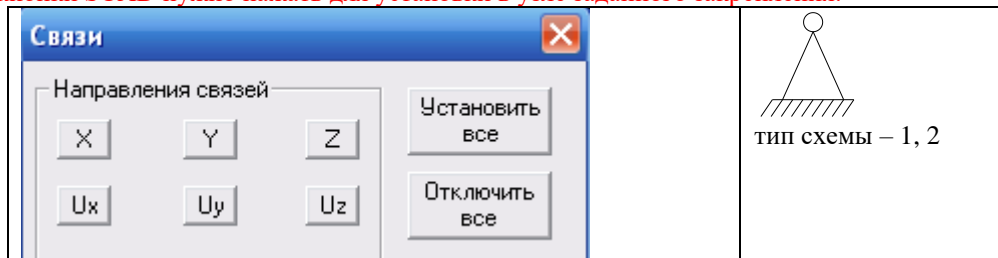 Связи
Направления связей
X Y Z
Ux Uy Uz
Установить
все
Отключить
все
тип схемы – 1, 2